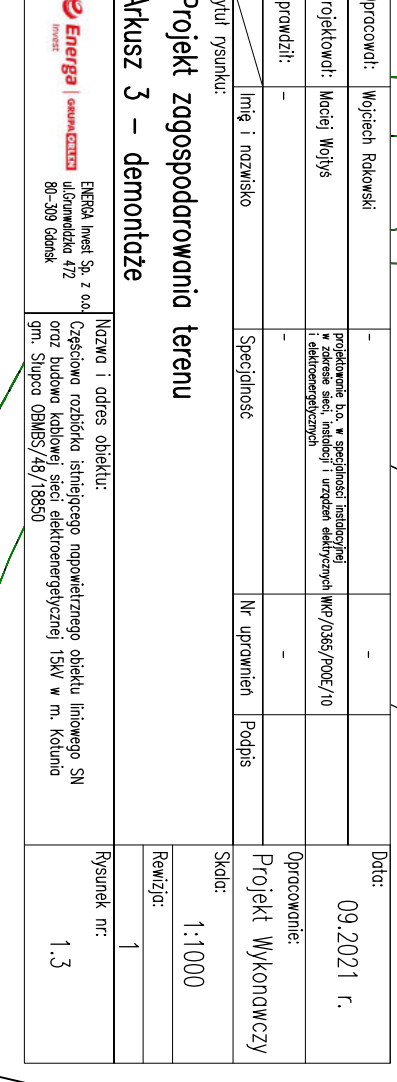 pracował:
Wojciech Rakowski
-
-
Data:
09.2021 r.
rojektował:
Maciej Wojtyś
projektowanie b.o. w specjalności instalacyjnej
w zakresie sieci, instalacji i urządzeń elektrycznych
i elektroenergetycznych
WKP/0365/POOE/10
prawdził:
-
-
-
Opracowanie:
Projekt Wykonawczy
Imię i nazwisko
Specjalność
Nr uprawnień
Podpis
ytuł rysunku:
Projekt zagospodarowania terenu
Arkusz 3 – demontaże
Skala:
1:1000
Rewizja:
1
Energa | GRUPA ORLEN
Invest
ENERGA Invest Sp. z o.o.
ul.Grunwaldzka 472
80-309 Gdańsk
Nazwa i adres obiektu:
Częściowa rozbiórka istniejącego napowietrznego obiektu liniowego SN
oraz budowa kablowej sieci elektroenergetycznej 15kV w m. Kotunia
gm. Słupca OBMBS/48/18850
Rysunek nr:
1.3